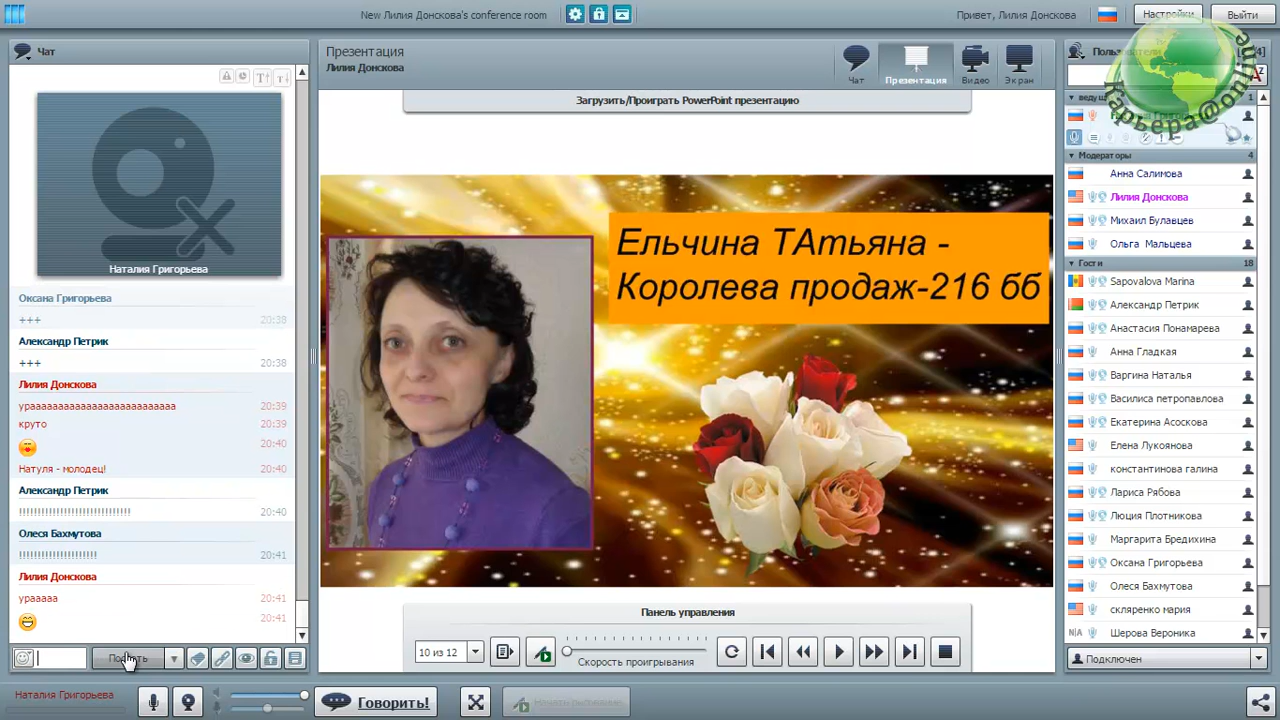 New Лилия Донскова's conference room
Привет, Лилия Донскова
Настройки
Выйти
Чат
Наталия Григорьева
Оксана Григорьева
+++ 20:38
Александр Петрик
+++ 20:38
Лилия Донскова
урааааааааааааааааааааааааа 20:39
круто 20:39
20:40
Натуля - молодец! 20:40
Александр Петрик
!!!!!!!!!!!!!!!!!!!!!!!!!!!!!! 20:40
Олеся Бахмутова
!!!!!!!!!!!!!!!!!!!!! 20:41
Лилия Донскова
урааааа 20:41
20:41
Наталия Григорьева
Презентация
Лилия Донскова
Чат
Презентация
Видео
Экран
Загрузить/Проиграть PowerPoint презентацию
Ельчина ТАтьяна -
Королева продаж-216 бб
Панель управления
10 из 12
Скорость проигрывания
Говорить!
карьера@online
Модераторы 4
Анна Салимова
Лилия Донскова
Михаил Булавцев
Ольга Мальцева
Гости 18
Sapovalova Marina
Александр Петрик
Анастасия Понамарева
Анна Гладкая
Варгина Наталья
Василиса петропавлова
Екатерина Асоскова
Елена Лукоянова
константинова галина
Лариса Рябова
Люция Плотникова
Маргарита Бредихина
Оксана Григорьева
Олеся Бахмутова
скляренко мария
N/A Шерова Вероника
Подключен